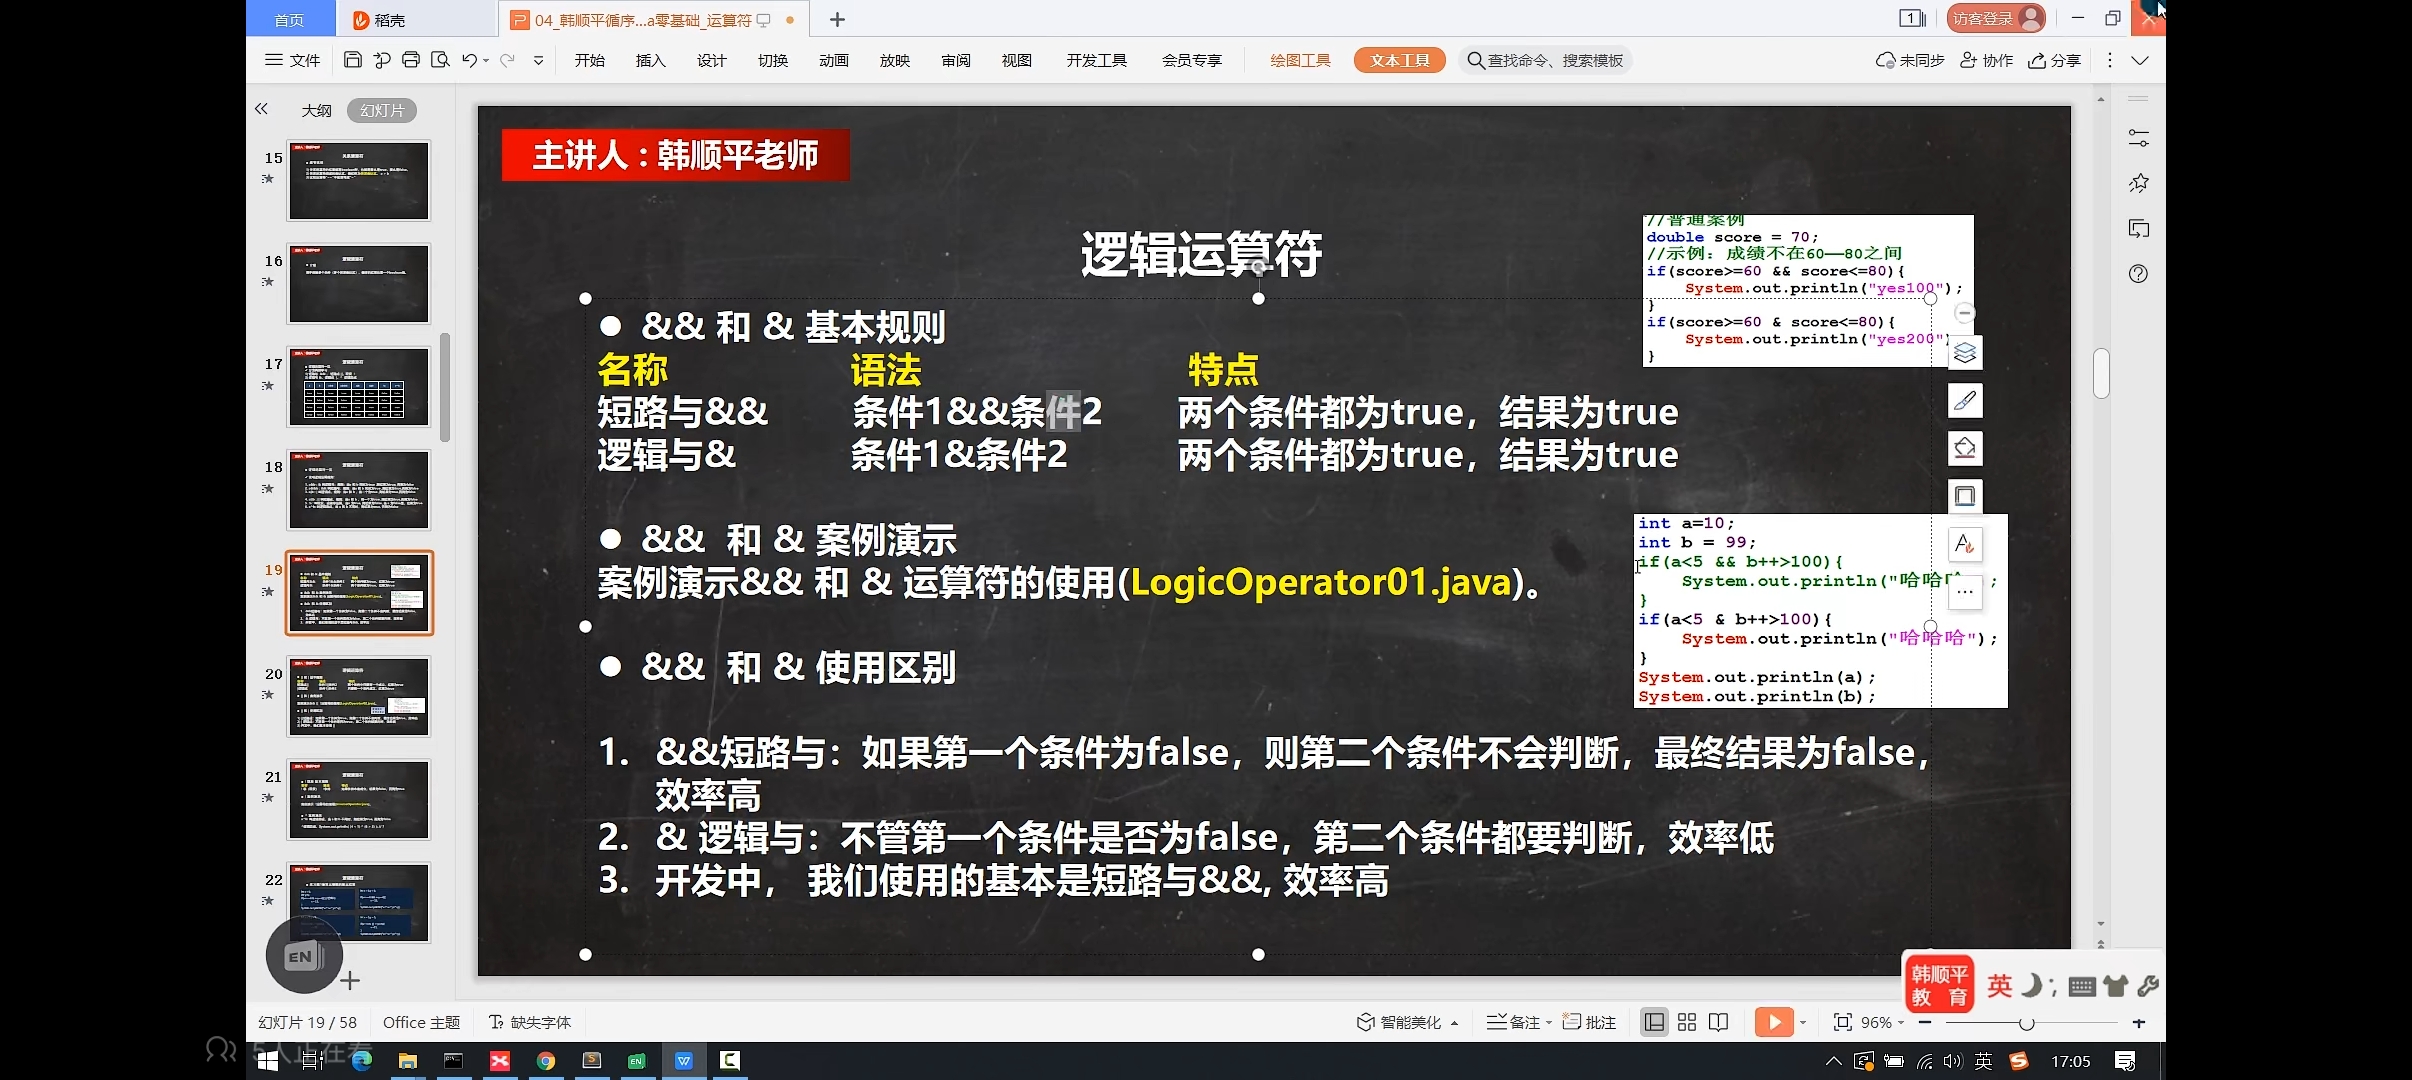 首页
稻壳
04_韩顺平循序...a零基础_运算符
1
访客登录
文件
开始
插入
设计
切换
动画
放映
审阅
视图
开发工具
会员专享
绘图工具
文本工具
查找命令、搜索模板
未同步
协作
分享
大纲
幻灯片
15
16
17
18
19
20
21
22
EN
主讲人：韩顺平老师
逻辑运算符
● && 和 & 基本规则
名称 语法 特点
短路与&& 条件1&&条件2 两个条件都为true，结果为true
逻辑与& 条件1&条件2 两个条件都为true，结果为true
● && 和 & 案例演示
案例演示&& 和 & 运算符的使用(LogicOperator01.java)。
● && 和 & 使用区别
1. &&短路与：如果第一个条件为false，则第二个条件不会判断，最终结果为false，
效率高
2. & 逻辑与：不管第一个条件是否为false，第二个条件都要判断，效率低
3. 开发中， 我们使用的基本是短路与&&, 效率高
//普通案例
double score = 70;
//示例：成绩不在60——80之间
if(score>=60 && score<=80){
System.out.println("yes100");
}
if(score>=60 & score<=80){
System.out.println("yes200")
}
int a=10;
int b = 99;
if(a<5 && b++>100){
System.out.println("哈哈 ;
}
if(a<5 & b++>100){
System.out.println("哈哈哈");
}
System.out.println(a);
System.out.println(b);
韩顺平
教 育
英
幻灯片 19 / 58
Office 主题
缺失字体
智能美化
备注
批注
96%
5人正在看
英
17:05